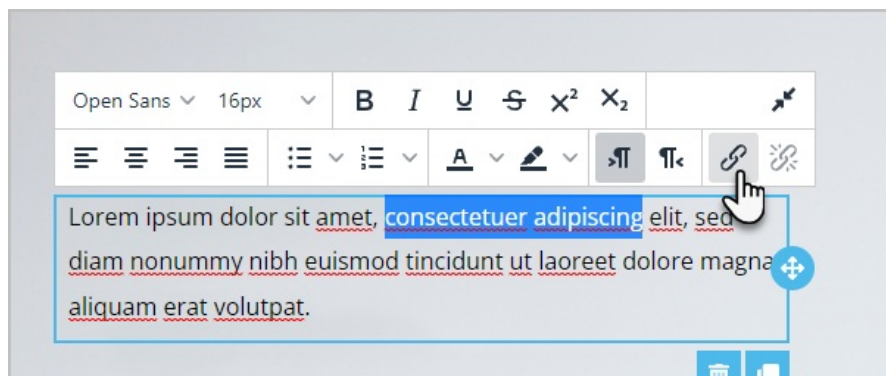 Open Sans 16px B I U S X² X₂
A
Lorem ipsum dolor sit amet, consectetuer adipiscing elit, sed
diam nonummy nibh euismod tincidunt ut laoreet dolore magna
aliquam erat volutpat.